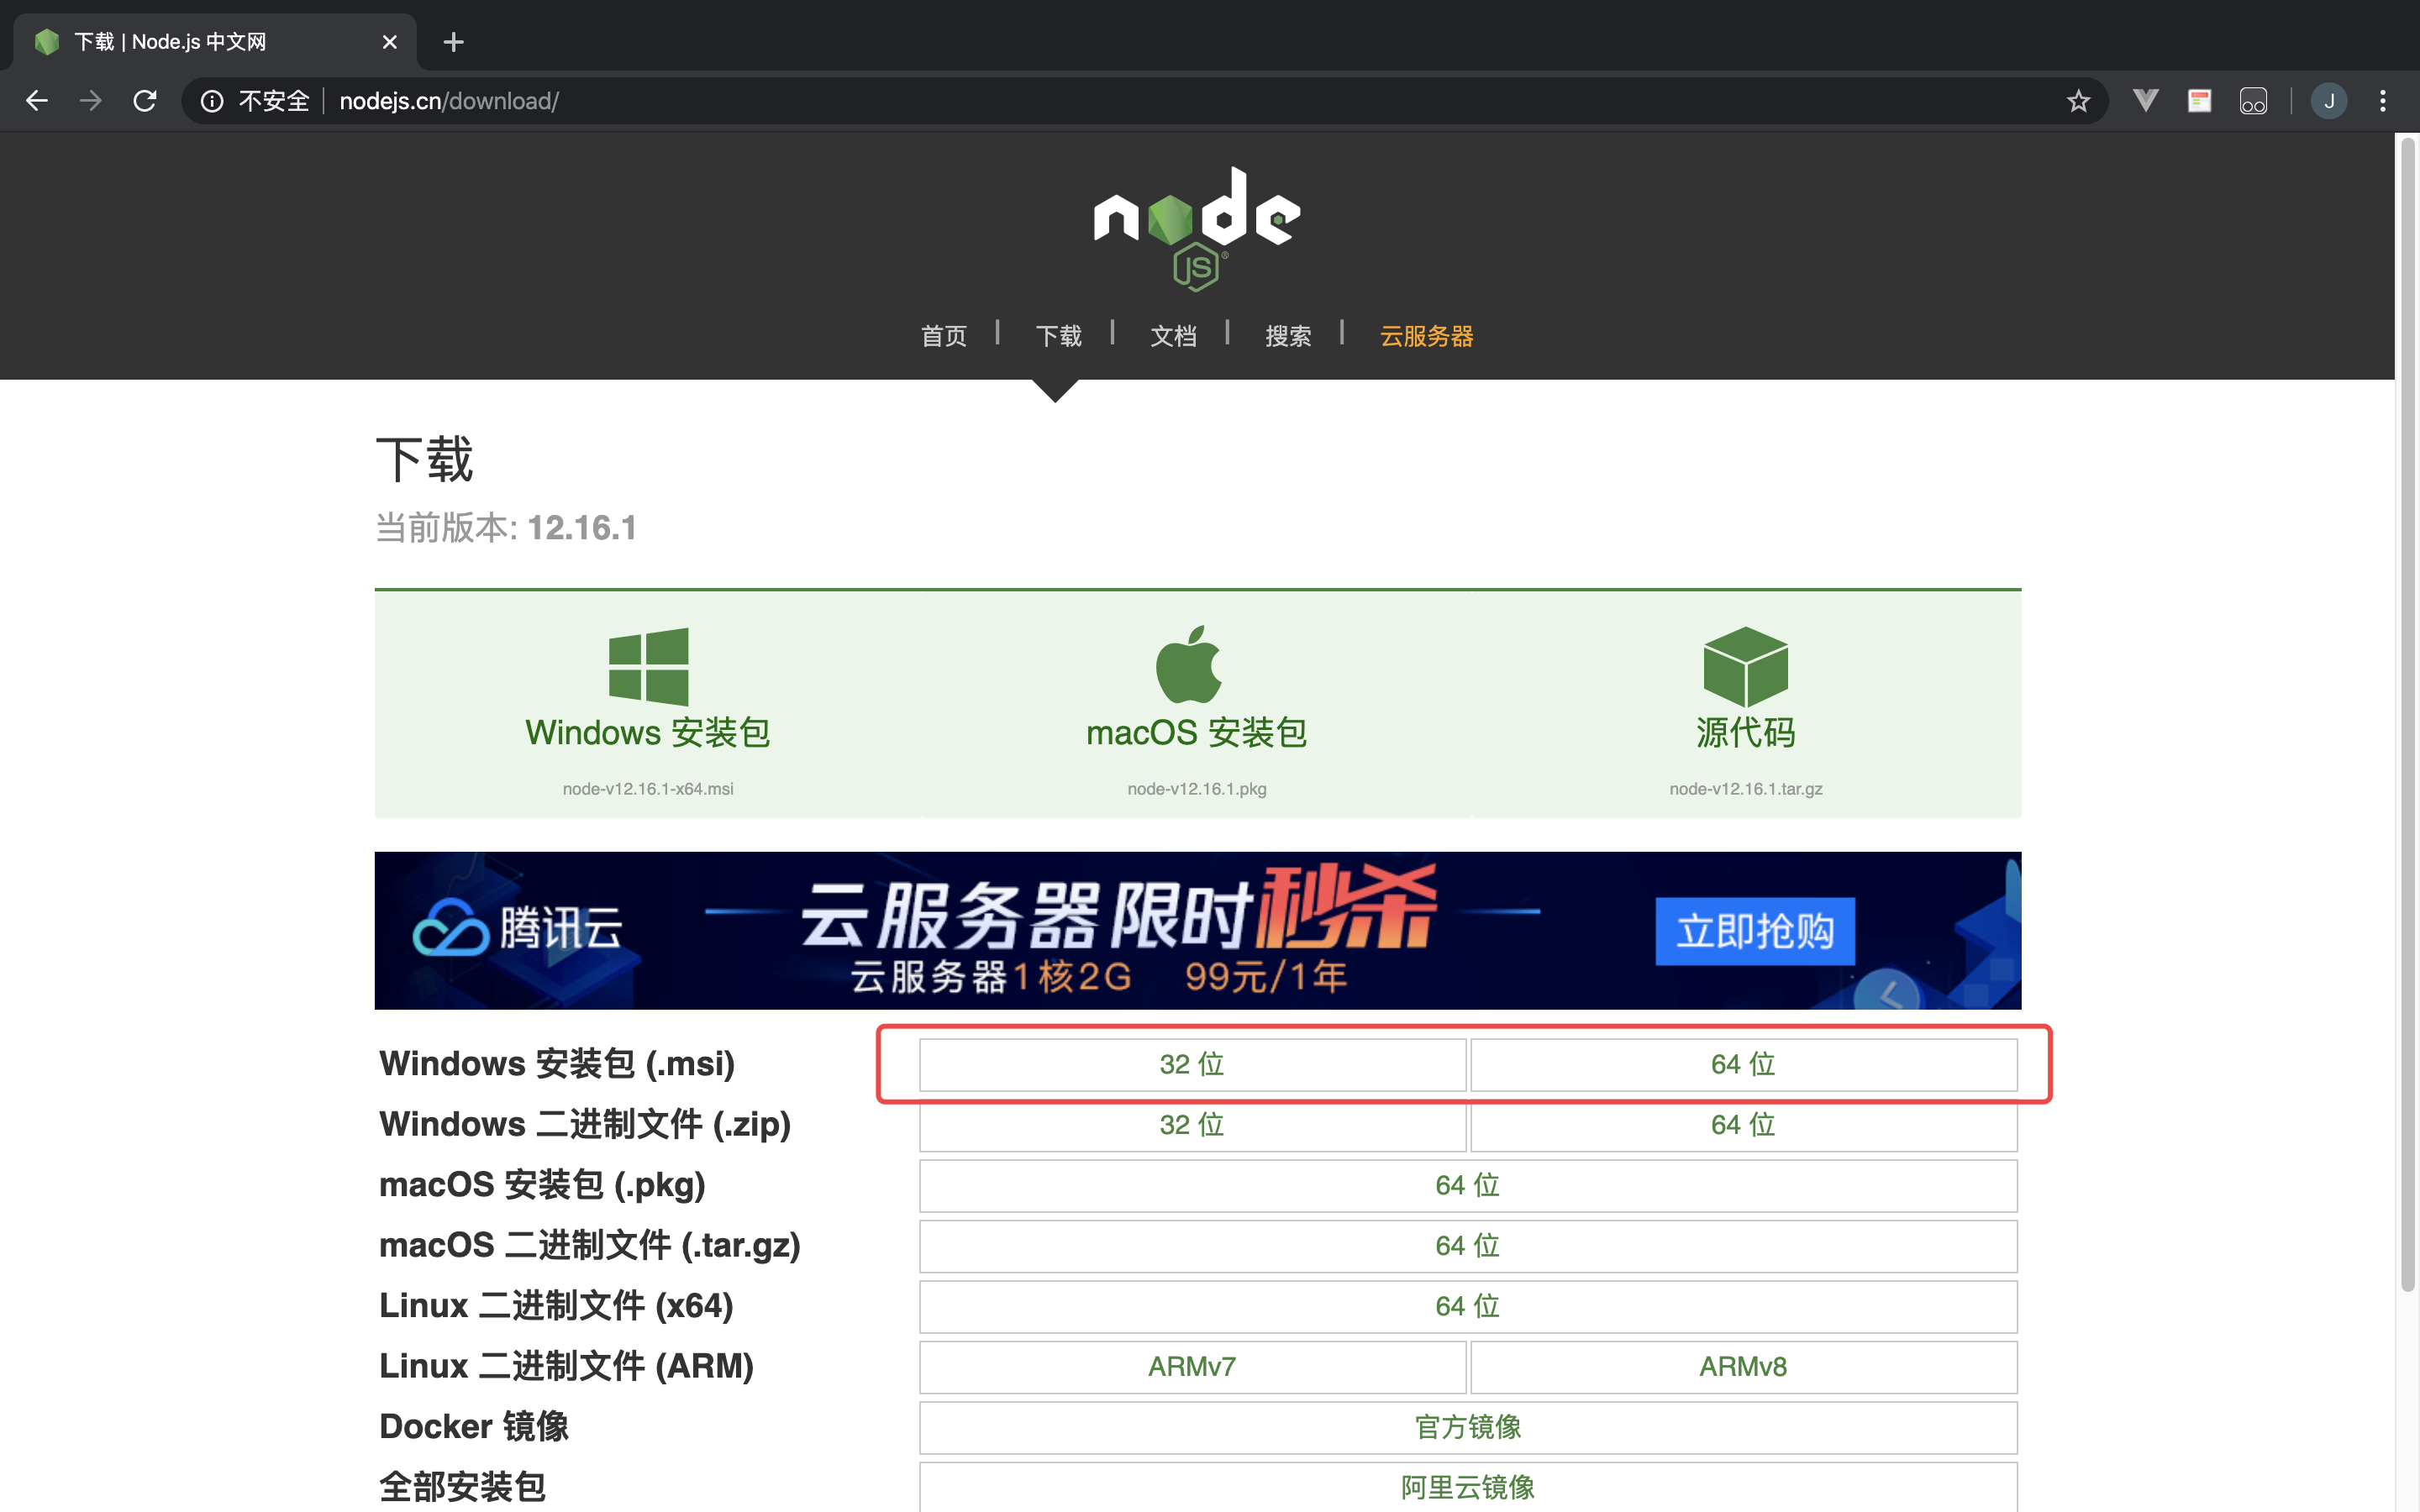 下载 | Node.js 中文网
不安全 nodejs.cn/download/
J
node
JS®
首页 | 下载 | 文档 | 搜索 | 云服务器
下载
当前版本: 12.16.1
Windows 安装包 macOS 安装包 源代码
node-v12.16.1-x64.msi node-v12.16.1.pkg node-v12.16.1.tar.gz
腾讯云 云服务器限时秒杀 立即抢购
云服务器1核2G 99元/1年
Windows 安装包 (.msi) 32 位 64 位
Windows 二进制文件 (.zip) 32 位 64 位
macOS 安装包 (.pkg) 64 位
macOS 二进制文件 (.tar.gz) 64 位
Linux 二进制文件 (x64) 64 位
Linux 二进制文件 (ARM) ARMv7 ARMv8
Docker 镜像 官方镜像
全部安装包 阿里云镜像